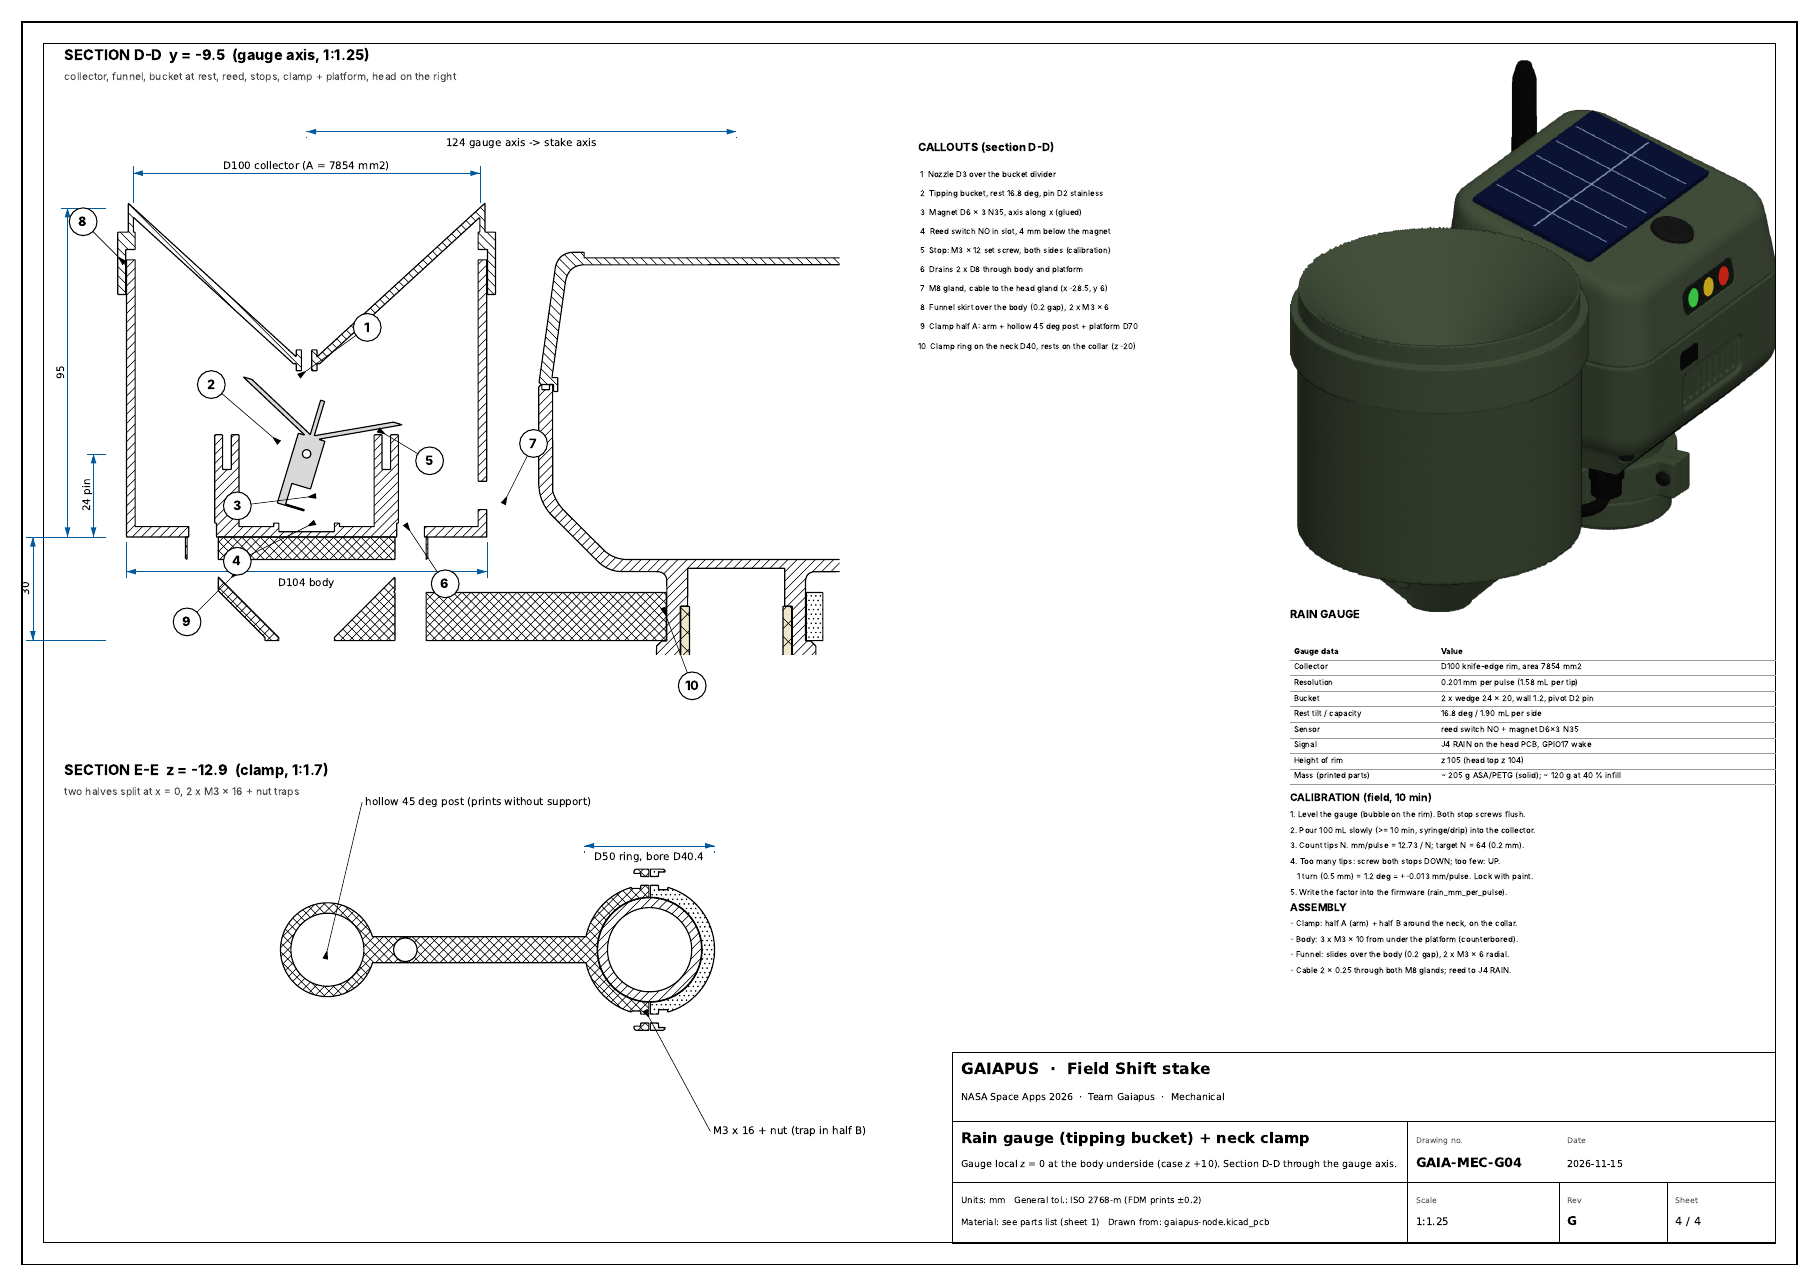 SECTION D-D  y = -9.5  (gauge axis, 1:1.25)
collector, funnel, bucket at rest, reed, stops, clamp + platform, head on the right
124 gauge axis -> stake axis
D100 collector (A = 7854 mm2)
8
1
95
2
7
5
24 pin
3
4
D104 body
6
30
9
10
CALLOUTS (section D-D)
1 Nozzle D3 over the bucket divider
2 Tipping bucket, rest 16.8 deg, pin D2 stainless
3 Magnet D6 × 3 N35, axis along x (glued)
4 Reed switch NO in slot, 4 mm below the magnet
5 Stop: M3 × 12 set screw, both sides (calibration)
6 Drains 2 x D8 through body and platform
7 M8 gland, cable to the head gland (x -28.5, y 6)
8 Funnel skirt over the body (0.2 gap), 2 x M3 × 6
9 Clamp half A: arm + hollow 45 deg post + platform D70
10 Clamp ring on the neck D40, rests on the collar (z -20)
RAIN GAUGE
Gauge data Value
Collector D100 knife-edge rim, area 7854 mm2
Resolution 0.201 mm per pulse (1.58 mL per tip)
Bucket 2 x wedge 24 × 20, wall 1.2, pivot D2 pin
Rest tilt / capacity 16.8 deg / 1.90 mL per side
Sensor reed switch NO + magnet D6×3 N35
Signal J4 RAIN on the head PCB, GPIO17 wake
Height of rim z 105 (head top z 104)
Mass (printed parts) ~ 205 g ASA/PETG (solid); ~ 120 g at 40 % infill
CALIBRATION (field, 10 min)
1. Level the gauge (bubble on the rim). Both stop screws flush.
2. Pour 100 mL slowly (>= 10 min, syringe/drip) into the collector.
3. Count tips N. mm/pulse = 12.73 / N; target N = 64 (0.2 mm).
4. Too many tips: screw both stops DOWN; too few: UP.
1 turn (0.5 mm) = 1.2 deg = +-0.013 mm/pulse. Lock with paint.
5. Write the factor into the firmware (rain_mm_per_pulse).
ASSEMBLY
- Clamp: half A (arm) + half B around the neck, on the collar.
- Body: 3 x M3 × 10 from under the platform (counterbored).
- Funnel: slides over the body (0.2 gap), 2 x M3 × 6 radial.
- Cable 2 × 0.25 through both M8 glands; reed to J4 RAIN.
SECTION E-E  z = -12.9  (clamp, 1:1.7)
two halves split at x = 0, 2 x M3 × 16 + nut traps
hollow 45 deg post (prints without support)
D50 ring, bore D40.4
M3 x 16 + nut (trap in half B)
GAIAPUS · Field Shift stake
NASA Space Apps 2026 · Team Gaiapus · Mechanical
Rain gauge (tipping bucket) + neck clamp
Gauge local z = 0 at the body underside (case z +10). Section D-D through the gauge axis.
Drawing no. Date
GAIA-MEC-G04 2026-11-15
Units: mm General tol.: ISO 2768-m (FDM prints ±0.2)
Material: see parts list (sheet 1) Drawn from: gaiapus-node.kicad_pcb
Scale Rev Sheet
1:1.25 G 4 / 4